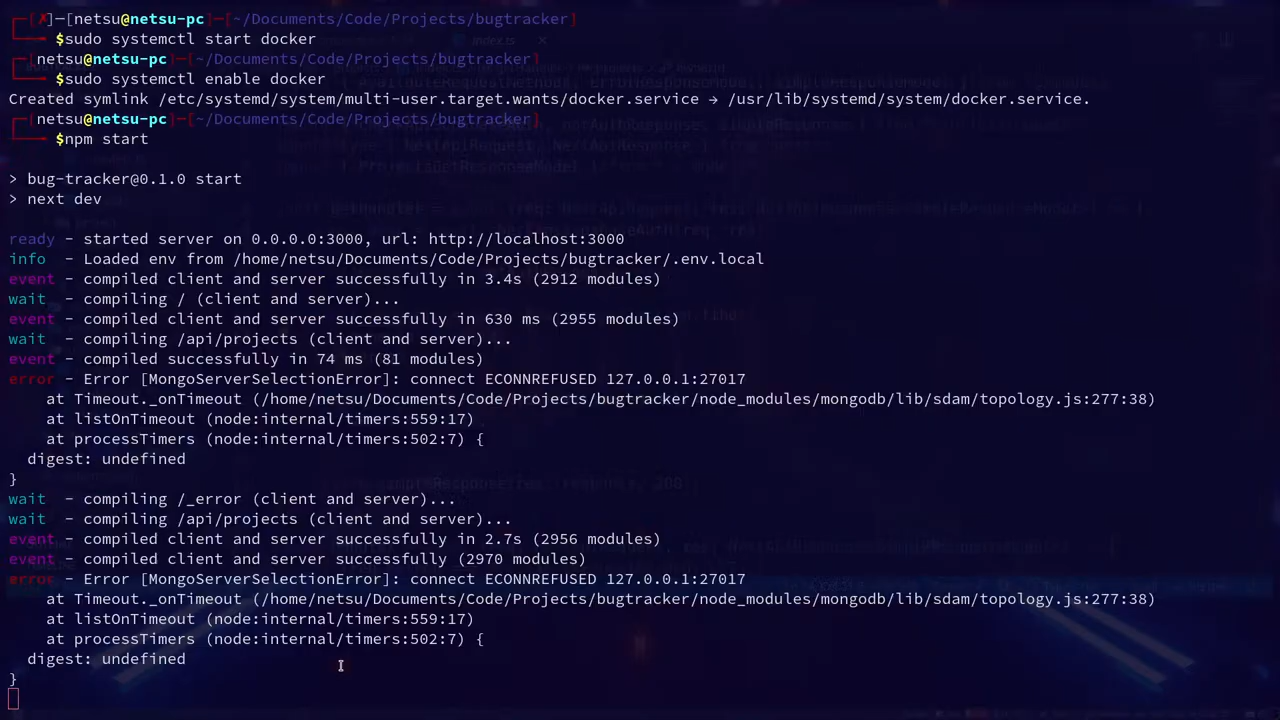 ┌─[✗]─[netsu@netsu-pc]─[~/Documents/Code/Projects/bugtracker]
└──╼ $sudo systemctl start docker
┌─[netsu@netsu-pc]─[~/Documents/Code/Projects/bugtracker]
└──╼ $sudo systemctl enable docker
Created symlink /etc/systemd/system/multi-user.target.wants/docker.service → /usr/lib/systemd/system/docker.service.
┌─[netsu@netsu-pc]─[~/Documents/Code/Projects/bugtracker]
└──╼ $npm start

> bug-tracker@0.1.0 start
> next dev

ready - started server on 0.0.0.0:3000, url: http://localhost:3000
info  - Loaded env from /home/netsu/Documents/Code/Projects/bugtracker/.env.local
event - compiled client and server successfully in 3.4s (2912 modules)
wait  - compiling / (client and server)...
event - compiled client and server successfully in 630 ms (2955 modules)
wait  - compiling /api/projects (client and server)...
event - compiled successfully in 74 ms (81 modules)
error - Error [MongoServerSelectionError]: connect ECONNREFUSED 127.0.0.1:27017
    at Timeout._onTimeout (/home/netsu/Documents/Code/Projects/bugtracker/node_modules/mongodb/lib/sdam/topology.js:277:38)
    at listOnTimeout (node:internal/timers:559:17)
    at processTimers (node:internal/timers:502:7) {
  digest: undefined
}
wait  - compiling /_error (client and server)...
wait  - compiling /api/projects (client and server)...
event - compiled client and server successfully in 2.7s (2956 modules)
event - compiled client and server successfully (2970 modules)
error - Error [MongoServerSelectionError]: connect ECONNREFUSED 127.0.0.1:27017
    at Timeout._onTimeout (/home/netsu/Documents/Code/Projects/bugtracker/node_modules/mongodb/lib/sdam/topology.js:277:38)
    at listOnTimeout (node:internal/timers:559:17)
    at processTimers (node:internal/timers:502:7) {
  digest: undefined
}